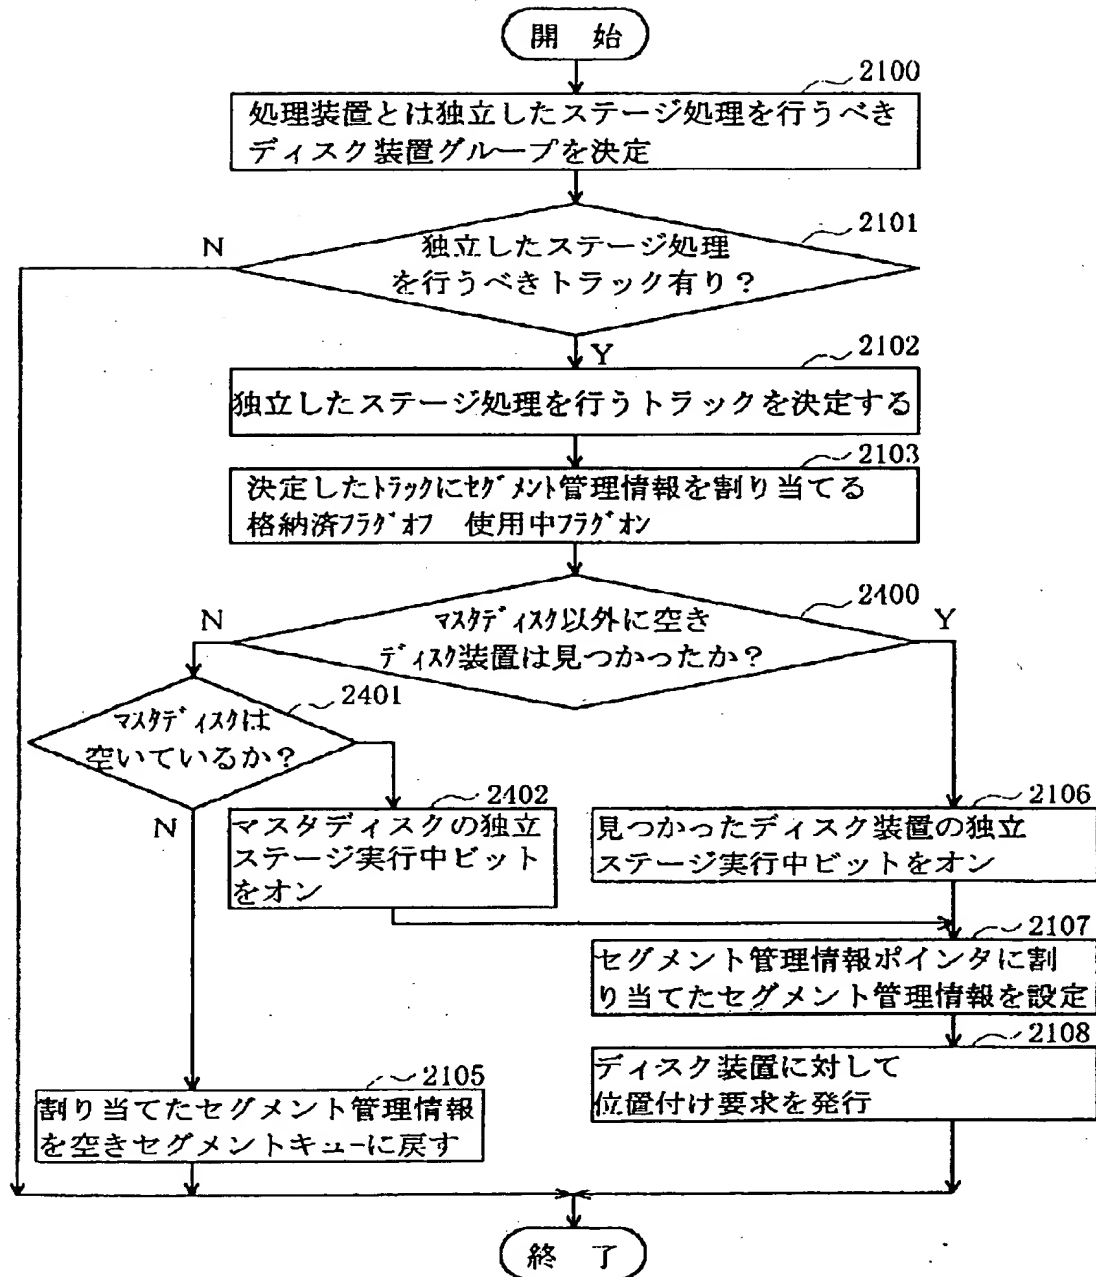 開 始
2100
処理装置とは独立したステージ処理を行うべき
ディスク装置グループを決定
2101
N
独立したステージ処理
を行うべきトラック有り？
Y
2102
独立したステージ処理を行うトラックを決定する
2103
決定したﾄﾗｯｸにｾｸﾞﾒﾝﾄ管理情報を割り当てる
格納済ﾌﾗｸﾞｵﾌ 使用中ﾌﾗｸﾞｵﾝ
2400
N
ﾏｽﾀﾃﾞｨｽｸ以外に空き
ﾃﾞｨｽｸ装置は見つかったか？
Y
2401
ﾏｽﾀﾃﾞｨｽｸは
空いているか？
N
2402
マスタディスクの独立
ステージ実行中ビット
をオン
2106
見つかったディスク装置の独立
ステージ実行中ビットをオン
2107
セグメント管理情報ポインタに割
り当てたセグメント管理情報を設定
2108
ディスク装置に対して
位置付け要求を発行
2105
割り当てたセグメント管理情報
を空きセグメントキューに戻す
終 了